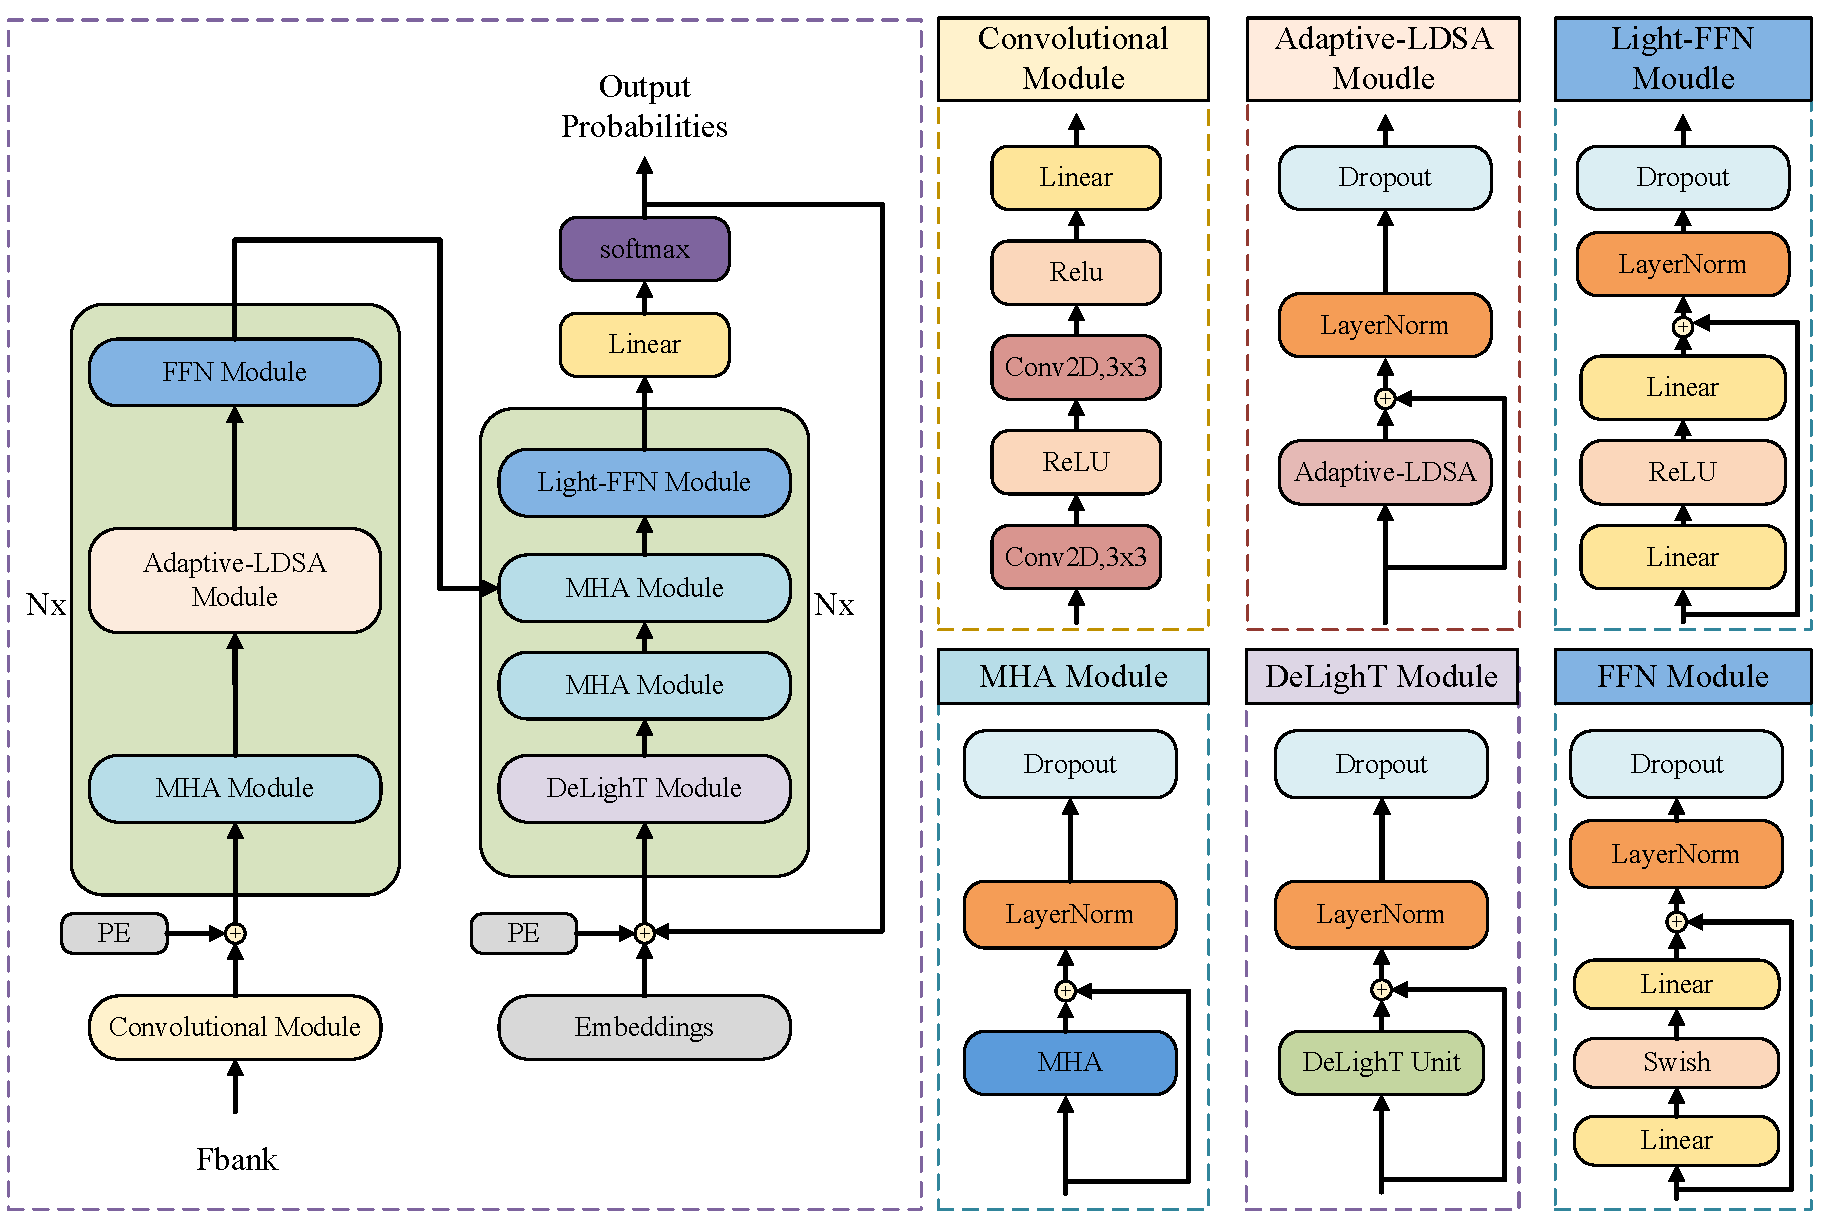 Output
Probabilities
softmax
Linear
FFN Module
Light-FFN Module
Adaptive-LDSA
Module
MHA Module
Nx
Nx
MHA Module
MHA Module
DeLighT Module
PE
PE
Convolutional Module
Embeddings
Fbank
Convolutional
Module
Linear
Relu
Conv2D,3x3
ReLU
Conv2D,3x3
Adaptive-LDSA
Moudle
Dropout
LayerNorm
Adaptive-LDSA
Light-FFN
Moudle
Dropout
LayerNorm
Linear
ReLU
Linear
MHA Module
Dropout
LayerNorm
MHA
DeLighT Module
Dropout
LayerNorm
DeLighT Unit
FFN Module
Dropout
LayerNorm
Linear
Swish
Linear